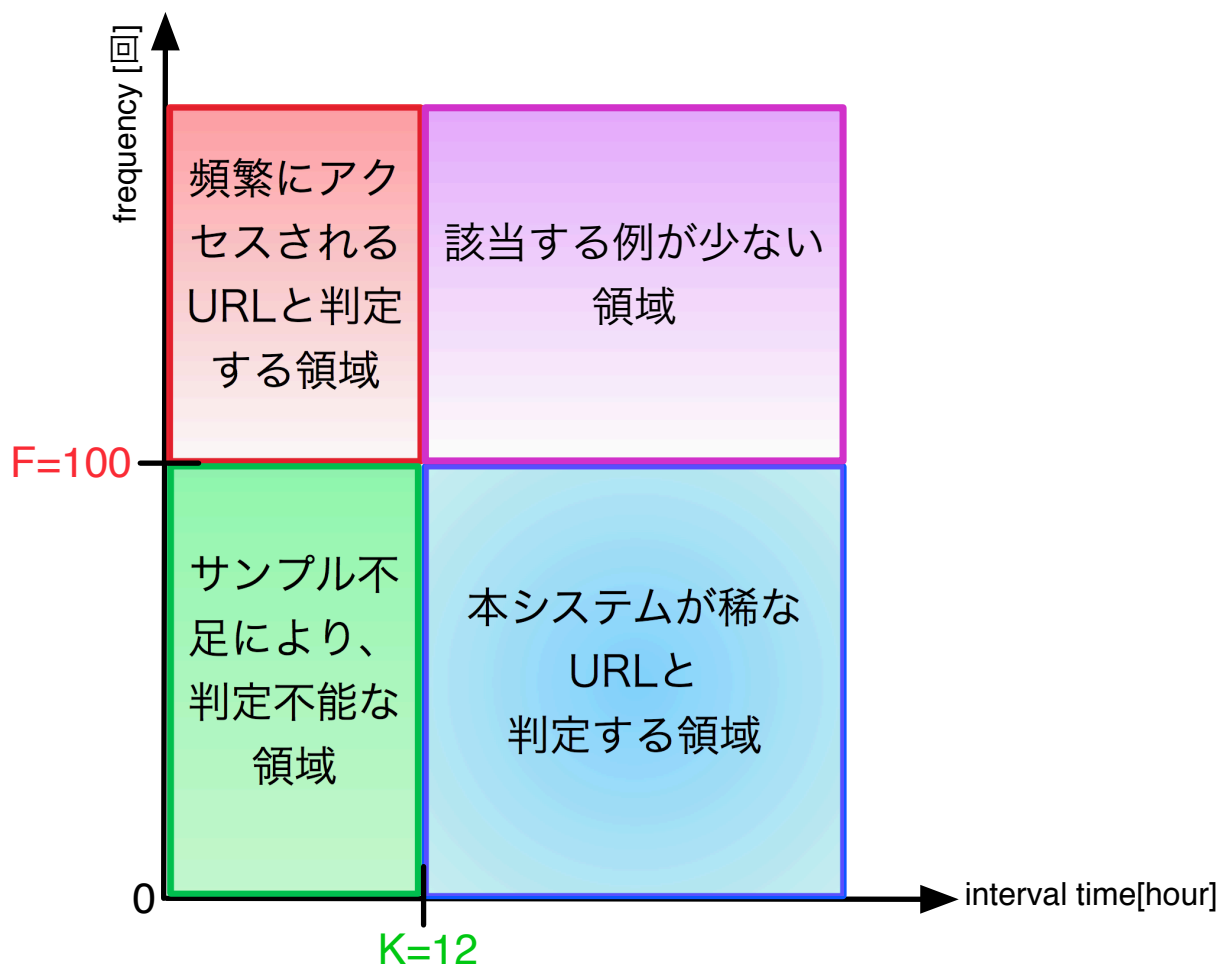 frequency [回]
頻繁にアク
セスされる
URLと判定
する領域
該当する例が少ない
領域
F=100
サンプル不
足により、
判定不能な
領域
本システムが稀な
URLと
判定する領域
0
interval time[hour]
K=12